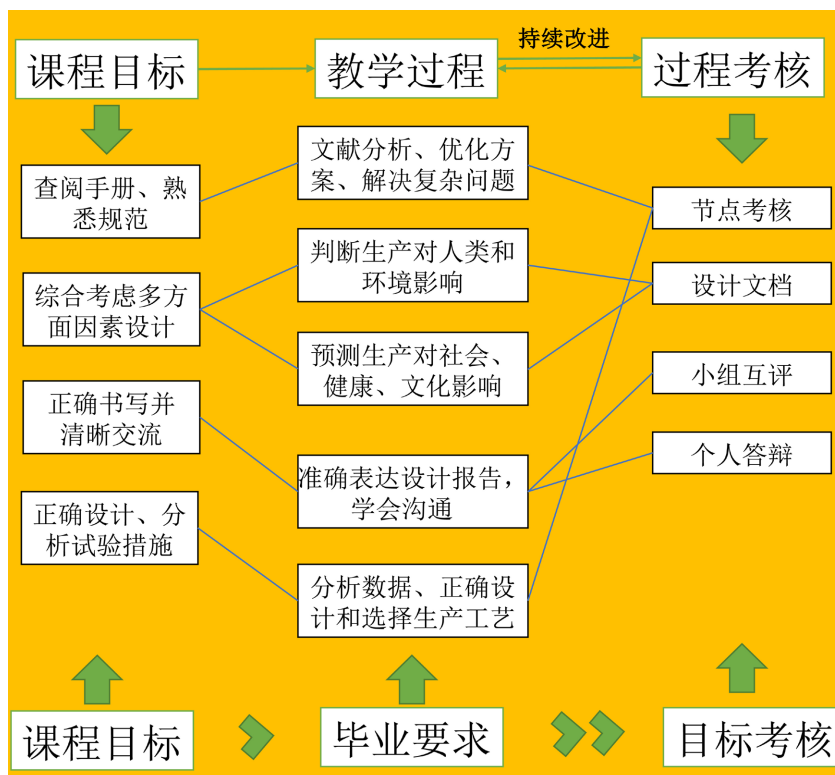 课程目标
教学过程
持续改进
过程考核
查阅手册、熟
悉规范
综合考虑多方
面因素设计
正确书写并
清晰交流
正确设计、分
析试验措施
文献分析、优化方
案、解决复杂问题
判断生产对人类和
环境影响
预测生产对社会、
健康、文化影响
准确表达设计报告，
学会沟通
分析数据、正确设
计和选择生产工艺
节点考核
设计文档
小组互评
个人答辩
课程目标
毕业要求
目标考核